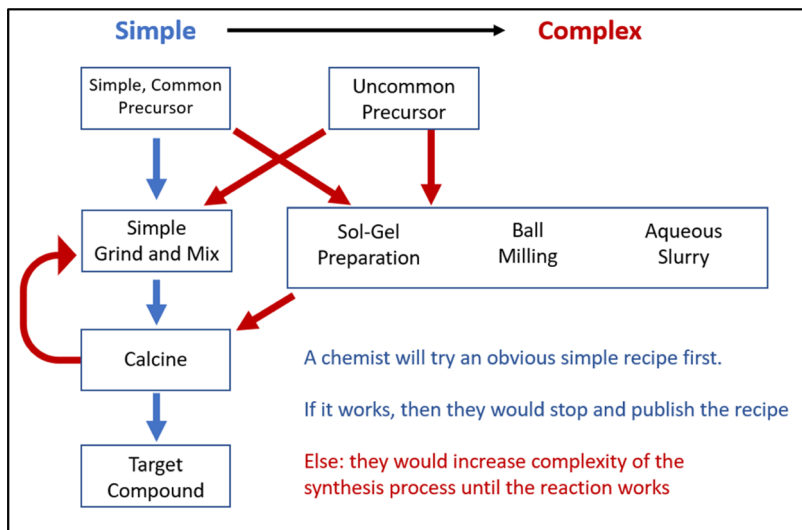 Simple
Complex
Simple, Common
Precursor
Uncommon
Precursor
Simple
Grind and Mix
Sol-Gel
Preparation
Ball
Milling
Aqueous
Slurry
Calcine
A chemist will try an obvious simple recipe first.
If it works, then they would stop and publish the recipe
Target
Compound
Else: they would increase complexity of the
synthesis process until the reaction works